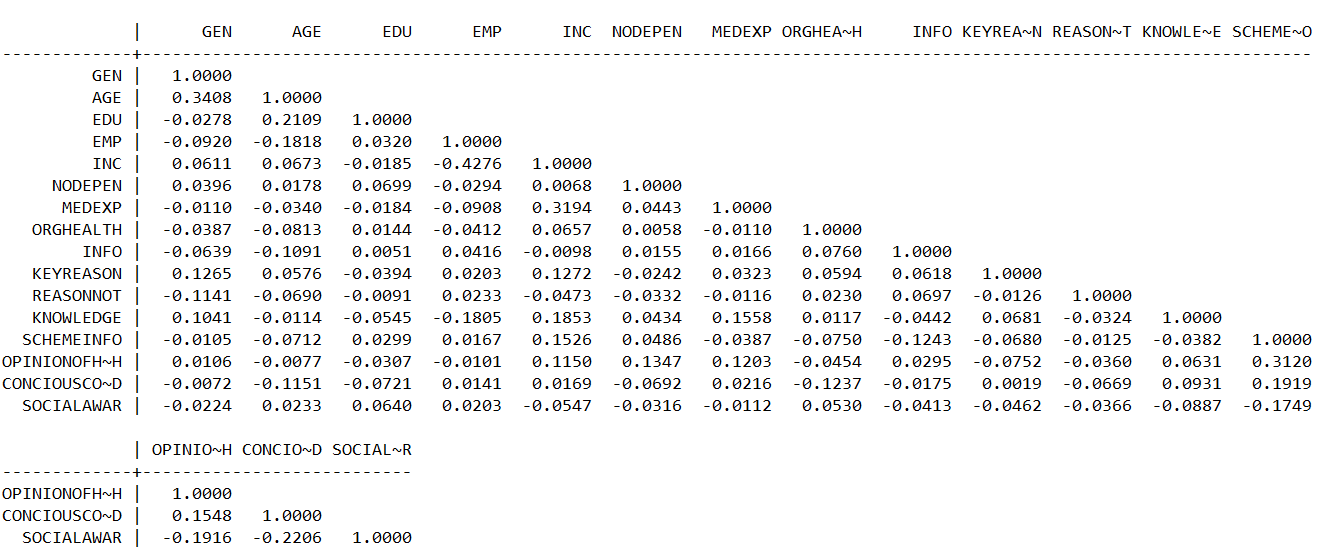 |      GEN      AGE      EDU      EMP      INC  NODEPEN   MEDEXP ORGHEA~H     INFO KEYREA~N REASON~T KNOWLE~E SCHEME~O
-------------+---------------------------------------------------------------------------------------------------------------------
         GEN |   1.0000
         AGE |   0.3408   1.0000
         EDU |  -0.0278   0.2109   1.0000
         EMP |  -0.0920  -0.1818   0.0320   1.0000
         INC |   0.0611   0.0673  -0.0185  -0.4276   1.0000
     NODEPEN |   0.0396   0.0178   0.0699  -0.0294   0.0068   1.0000
      MEDEXP |  -0.0110  -0.0340  -0.0184  -0.0908   0.3194   0.0443   1.0000
   ORGHEALTH |  -0.0387  -0.0813   0.0144  -0.0412   0.0657   0.0058  -0.0110   1.0000
        INFO |  -0.0639  -0.1091   0.0051   0.0416  -0.0098   0.0155   0.0166   0.0760   1.0000
   KEYREASON |   0.1265   0.0576  -0.0394   0.0203   0.1272  -0.0242   0.0323   0.0594   0.0618   1.0000
   REASONNOT |  -0.1141  -0.0690  -0.0091   0.0233  -0.0473  -0.0332  -0.0116   0.0230   0.0697  -0.0126   1.0000
   KNOWLEDGE |   0.1041  -0.0114  -0.0545  -0.1805   0.1853   0.0434   0.1558   0.0117  -0.0442   0.0681  -0.0324   1.0000
  SCHEMEINFO |  -0.0105  -0.0712   0.0299   0.0167   0.1526   0.0486  -0.0387  -0.0750  -0.1243  -0.0680  -0.0125  -0.0382   1.0000
OPINIONOFH~H |   0.0106  -0.0077  -0.0307  -0.0101   0.1150   0.1347   0.1203  -0.0454   0.0295  -0.0752  -0.0360   0.0631   0.3120
CONCIOUSCO~D |  -0.0072  -0.1151  -0.0721   0.0141   0.0169  -0.0692   0.0216  -0.1237  -0.0175   0.0019  -0.0669   0.0931   0.1919
  SOCIALAWAR |  -0.0224   0.0233   0.0640   0.0203  -0.0547  -0.0316  -0.0112   0.0530  -0.0413  -0.0462  -0.0366  -0.0887  -0.1749
             | OPINIO~H CONCIO~D SOCIAL~R
-------------+---------------------------
OPINIONOFH~H |   1.0000
CONCIOUSCO~D |   0.1548   1.0000
  SOCIALAWAR |  -0.1916  -0.2206   1.0000